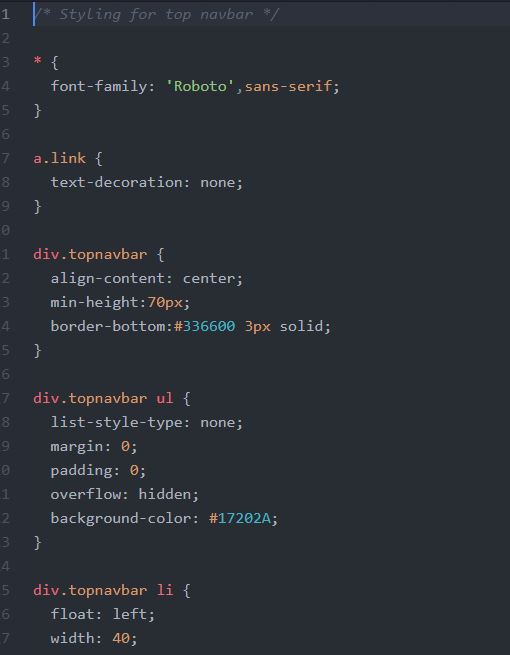 1 /* Styling for top navbar */
2
3 * {
4   font-family: 'Roboto',sans-serif;
5 }
6
7 a.link {
8   text-decoration: none;
9 }
0
1 div.topnavbar {
2   align-content: center;
3   min-height:70px;
4   border-bottom:#336600 3px solid;
5 }
6
7 div.topnavbar ul {
8   list-style-type: none;
9   margin: 0;
0   padding: 0;
1   overflow: hidden;
2   background-color: #17202A;
3 }
4
5 div.topnavbar li {
6   float: left;
7   width: 40;